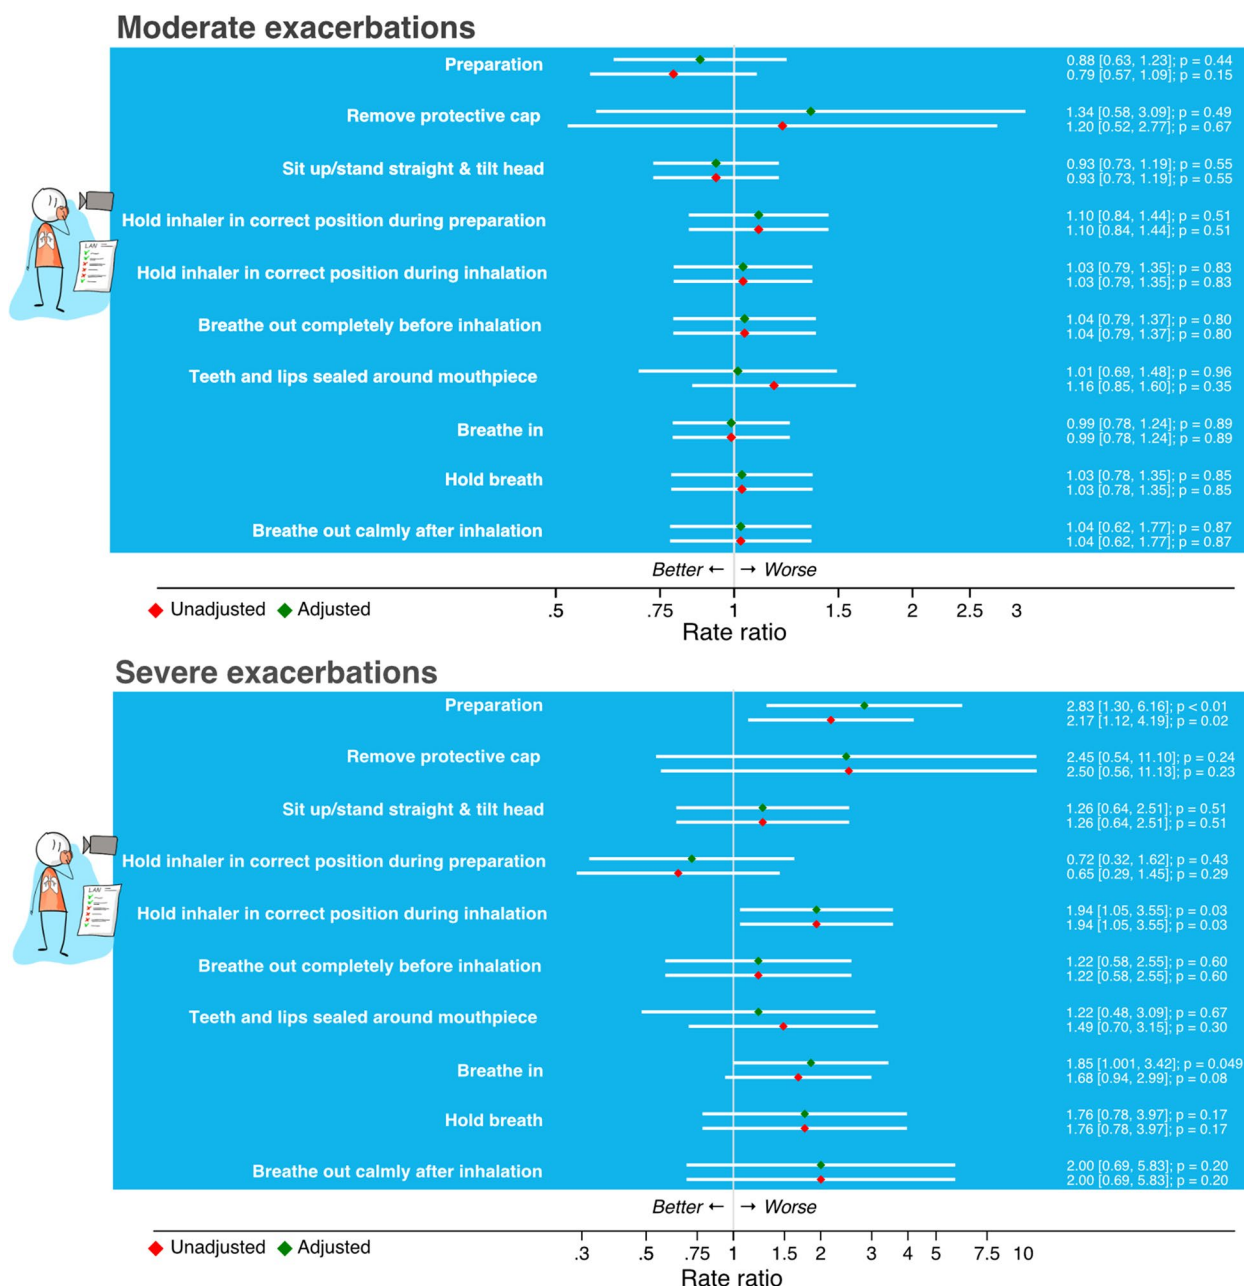 Moderate exacerbations
Preparation
0.88 [0.63, 1.23]; p = 0.44
0.79 [0.57, 1.09]; p = 0.15
Remove protective cap
1.34 [0.58, 3.09]; p = 0.49
1.20 [0.52, 2.77]; p = 0.67
Sit up/stand straight & tilt head
0.93 [0.73, 1.19]; p = 0.55
0.93 [0.73, 1.19]; p = 0.55
Hold inhaler in correct position during preparation
1.10 [0.84, 1.44]; p = 0.51
1.10 [0.84, 1.44]; p = 0.51
LAN
Hold inhaler in correct position during inhalation
1.03 [0.79, 1.35]; p = 0.83
1.03 [0.79, 1.35]; p = 0.83
Breathe out completely before inhalation
1.04 [0.79, 1.37]; p = 0.80
1.04 [0.79, 1.37]; p = 0.80
Teeth and lips sealed around mouthpiece
1.01 [0.69, 1.48]; p = 0.96
1.16 [0.85, 1.60]; p = 0.35
Breathe in
0.99 [0.78, 1.24]; p = 0.89
0.99 [0.78, 1.24]; p = 0.89
Hold breath
1.03 [0.78, 1.35]; p = 0.85
1.03 [0.78, 1.35]; p = 0.85
Breathe out calmly after inhalation
1.04 [0.62, 1.77]; p = 0.87
1.04 [0.62, 1.77]; p = 0.87
Better ← → Worse
.5 .75 1 1.5 2 2.5 3
Unadjusted Adjusted
Rate ratio
Severe exacerbations
Preparation
2.83 [1.30, 6.16]; p < 0.01
2.17 [1.12, 4.19]; p = 0.02
Remove protective cap
2.45 [0.54, 11.10]; p = 0.24
2.50 [0.56, 11.13]; p = 0.23
Sit up/stand straight & tilt head
1.26 [0.64, 2.51]; p = 0.51
1.26 [0.64, 2.51]; p = 0.51
Hold inhaler in correct position during preparation
0.72 [0.32, 1.62]; p = 0.43
0.65 [0.29, 1.45]; p = 0.29
LAN
Hold inhaler in correct position during inhalation
1.94 [1.05, 3.55]; p = 0.03
1.94 [1.05, 3.55]; p = 0.03
Breathe out completely before inhalation
1.22 [0.58, 2.55]; p = 0.60
1.22 [0.58, 2.55]; p = 0.60
Teeth and lips sealed around mouthpiece
1.22 [0.48, 3.09]; p = 0.67
1.49 [0.70, 3.15]; p = 0.30
Breathe in
1.85 [1.001, 3.42]; p = 0.049
1.68 [0.94, 2.99]; p = 0.08
Hold breath
1.76 [0.78, 3.97]; p = 0.17
1.76 [0.78, 3.97]; p = 0.17
Breathe out calmly after inhalation
2.00 [0.69, 5.83]; p = 0.20
2.00 [0.69, 5.83]; p = 0.20
Better ← → Worse
Unadjusted Adjusted
.3 .5 .75 1 1.5 2 3 4 5 7.5 10
Rate ratio